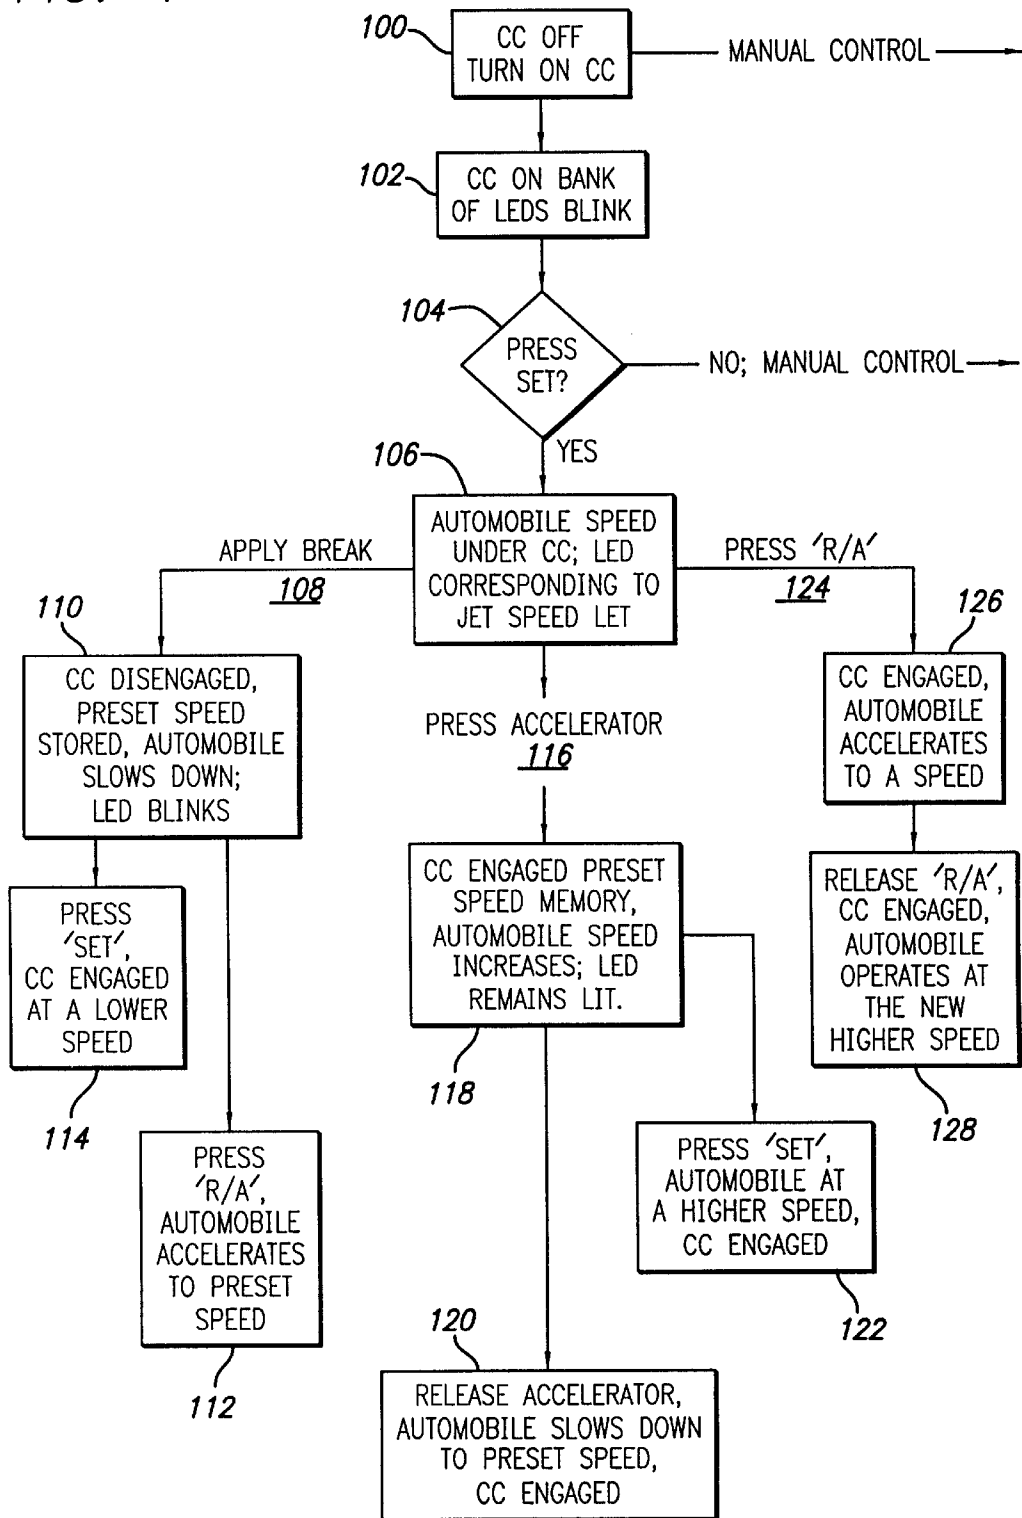 100
CC OFF
TURN ON CC
MANUAL CONTROL
102
CC ON BANK
OF LEDS BLINK
104
PRESS
SET?
NO; MANUAL CONTROL
YES
106
AUTOMOBILE SPEED
UNDER CC; LED
CORRESPONDING TO
JET SPEED LET
APPLY BREAK
108
PRESS 'R/A'
124
110
CC DISENGAGED,
PRESET SPEED
STORED, AUTOMOBILE
SLOWS DOWN;
LED BLINKS
PRESS ACCELERATOR
116
126
CC ENGAGED,
AUTOMOBILE
ACCELERATES
TO A SPEED
PRESS
'SET',
CC ENGAGED
AT A LOWER
SPEED
114
CC ENGAGED PRESET
SPEED MEMORY,
AUTOMOBILE SPEED
INCREASES; LED
REMAINS LIT.
118
RELEASE 'R/A',
CC ENGAGED,
AUTOMOBILE
OPERATES AT
THE NEW
HIGHER SPEED
128
PRESS
'R/A',
AUTOMOBILE
ACCELERATES
TO PRESET
SPEED
112
PRESS 'SET',
AUTOMOBILE AT
A HIGHER SPEED,
CC ENGAGED
122
120
RELEASE ACCELERATOR,
AUTOMOBILE SLOWS DOWN
TO PRESET SPEED,
CC ENGAGED